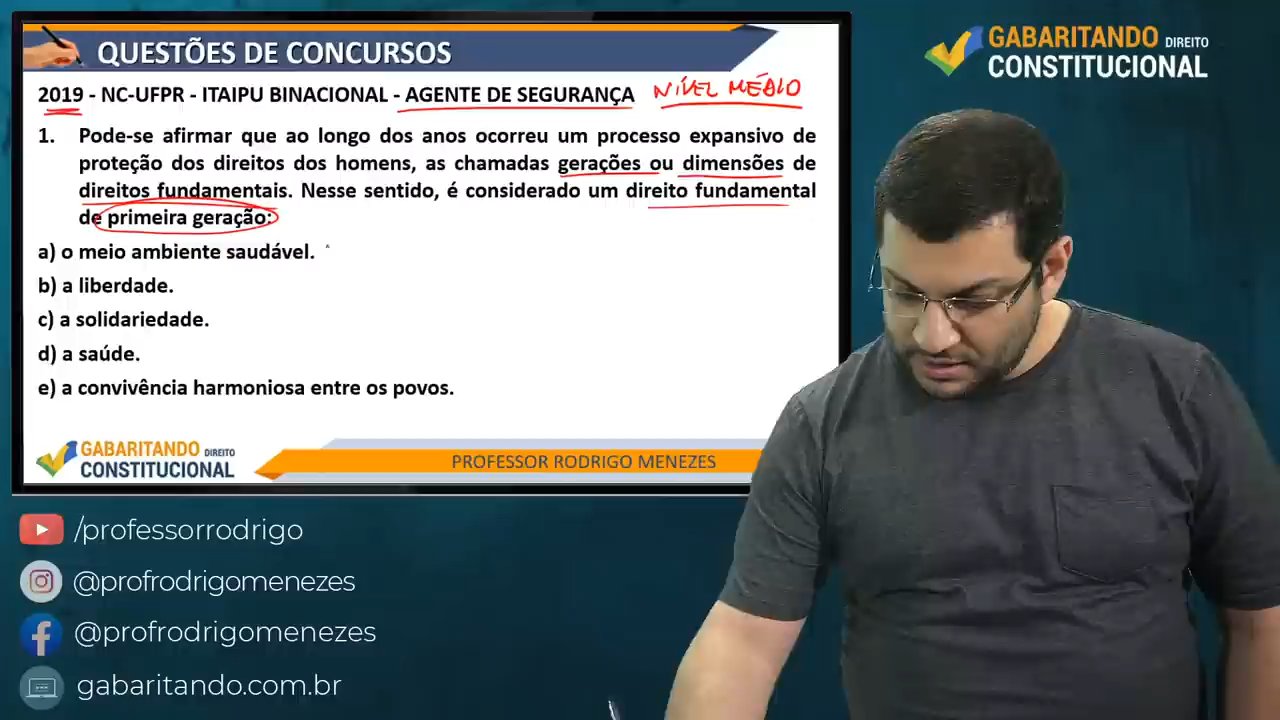 QUESTÕES DE CONCURSOS
2019 - NC-UFPR - ITAIPU BINACIONAL - AGENTE DE SEGURANÇA NÍVEL MÉDIO
1. Pode-se afirmar que ao longo dos anos ocorreu um processo expansivo de
proteção dos direitos dos homens, as chamadas gerações ou dimensões de
direitos fundamentais. Nesse sentido, é considerado um direito fundamental
de primeira geração:
a) o meio ambiente saudável.
b) a liberdade.
c) a solidariedade.
d) a saúde.
e) a convivência harmoniosa entre os povos.
GABARITANDO DIREITO
CONSTITUCIONAL
PROFESSOR RODRIGO MENEZES
GABARITANDO DIREITO
CONSTITUCIONAL
/professorrodrigo
@profrodrigomenezes
@profrodrigomenezes
gabaritando.com.br